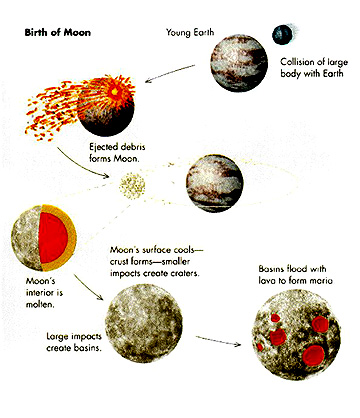 Birth of Moon
Young Earth
Collision of large
body with Earth
Ejected debris
forms Moon.
Moon's
interior is
molten.
Moon's surface cools—
crust forms—smaller
impacts create craters.
Large impacts
create basins.
Basins flood with
lava to form maria